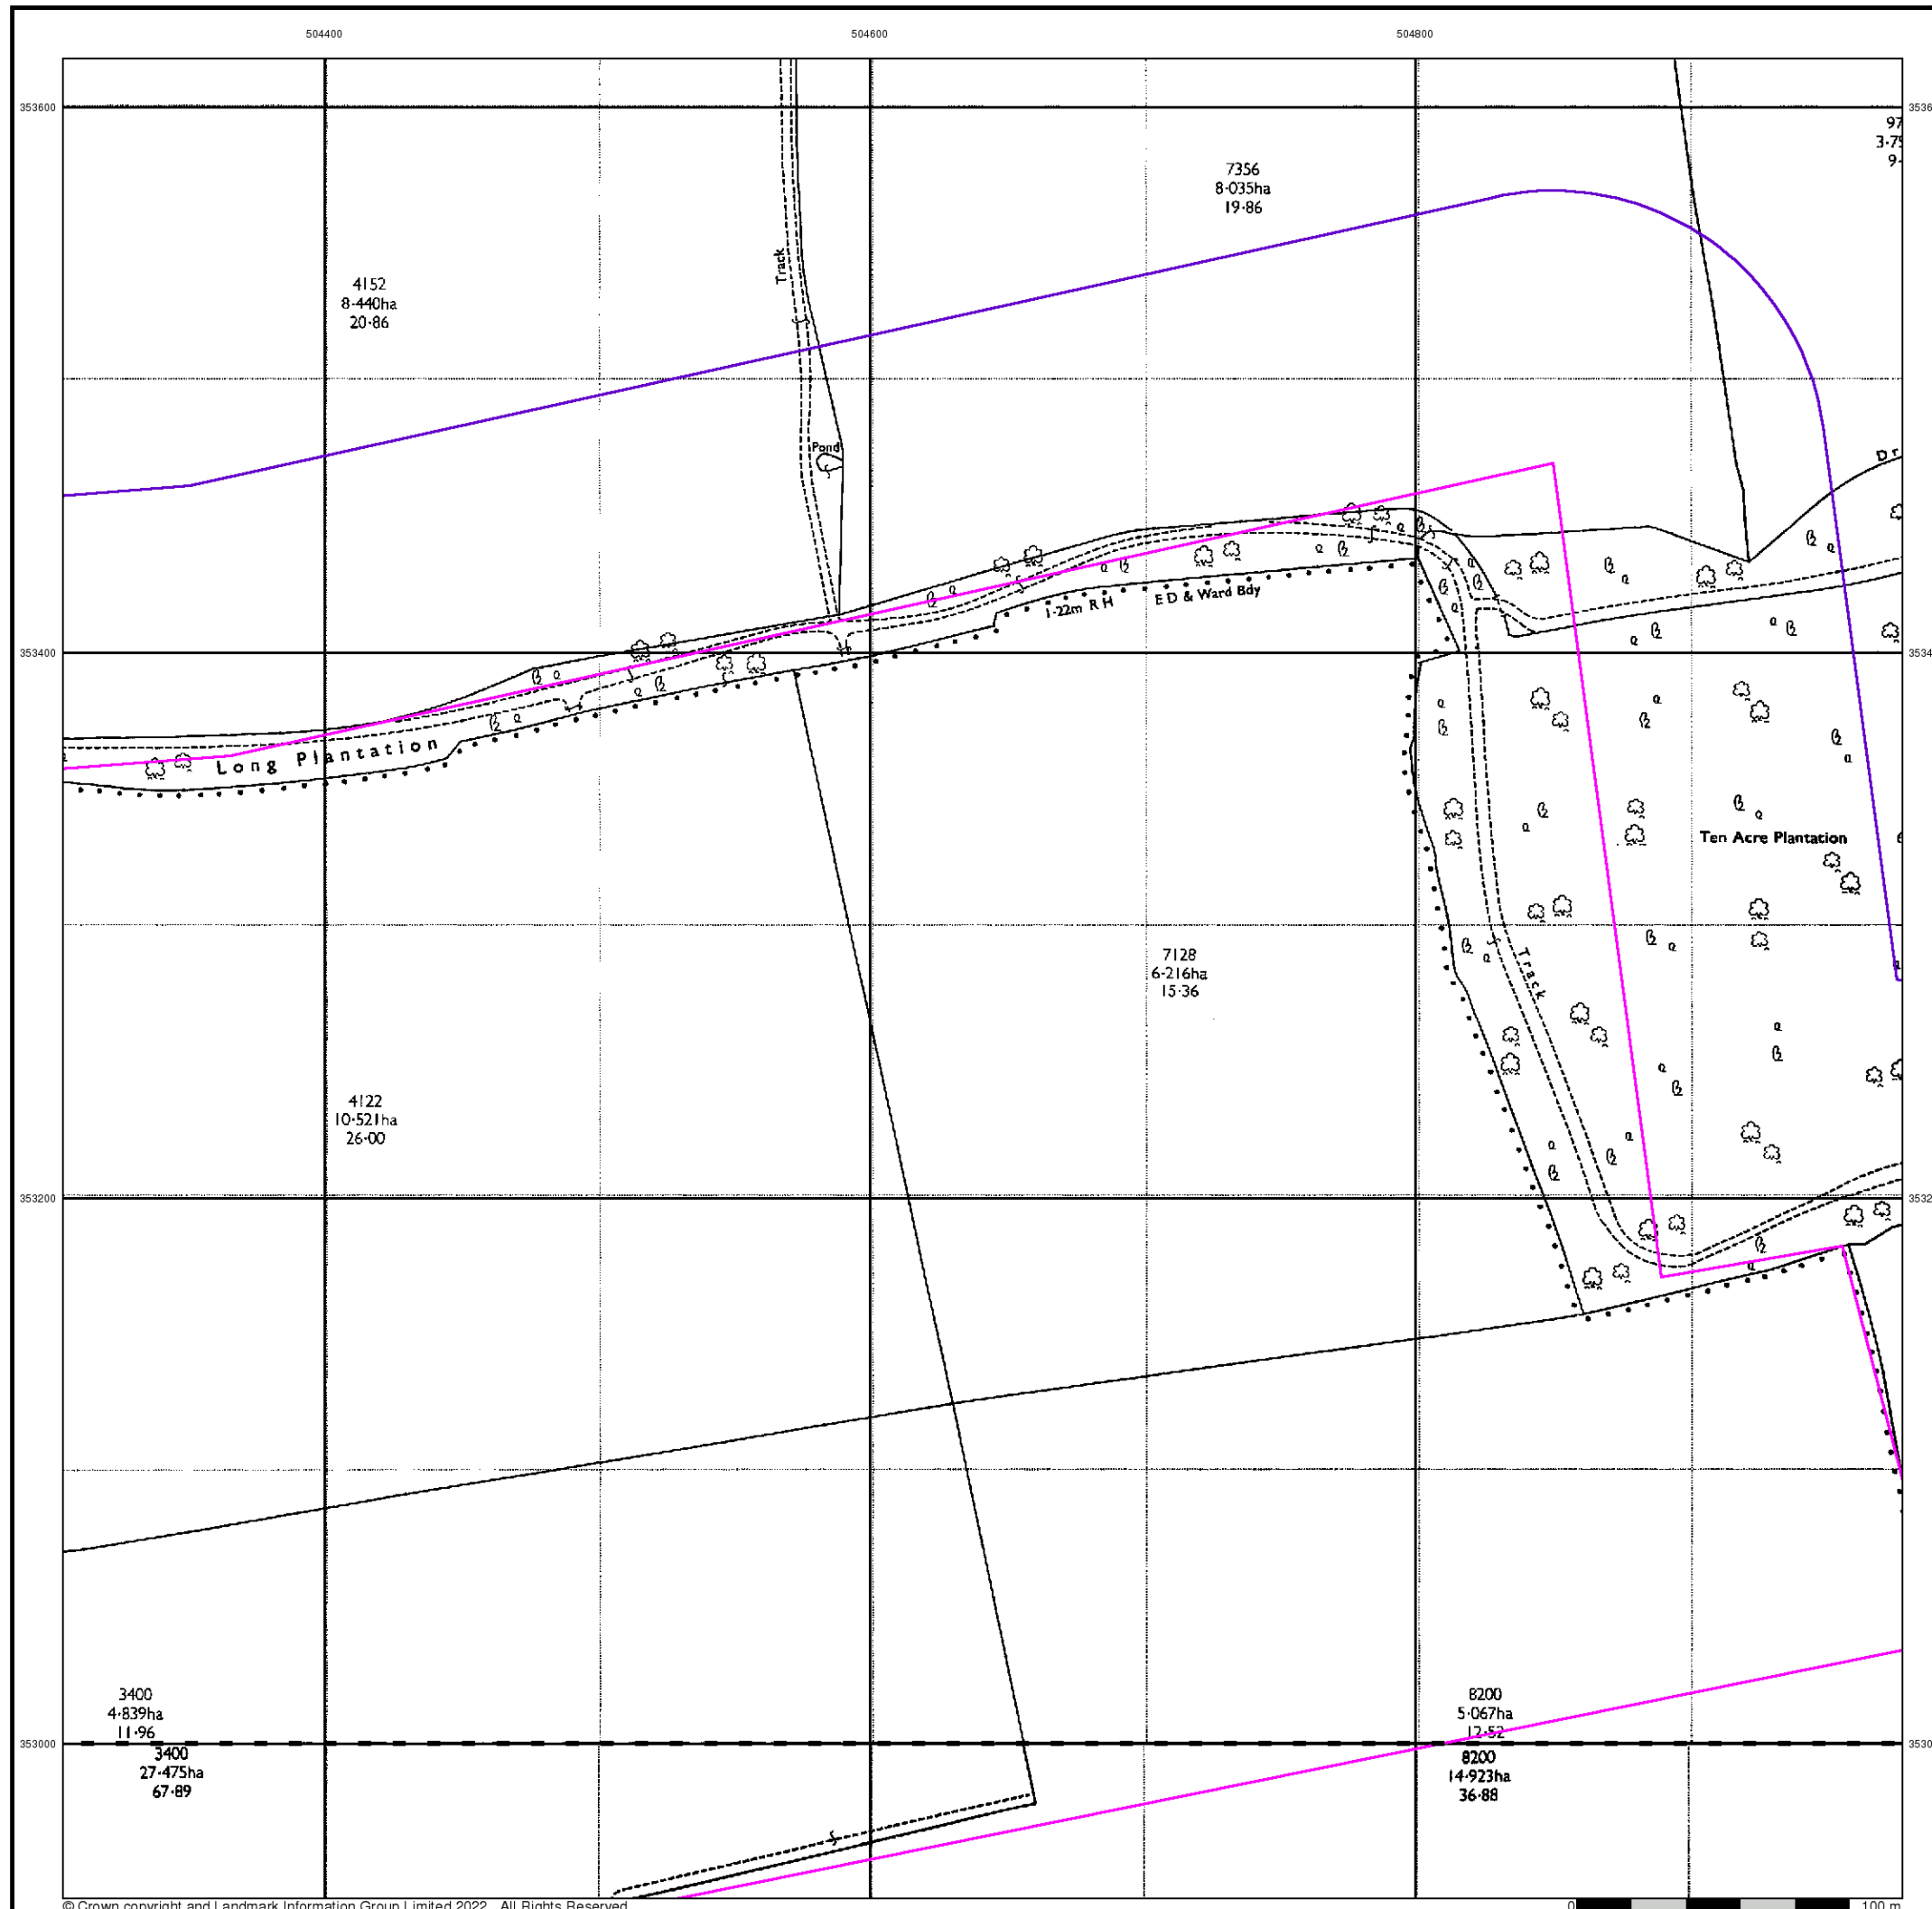 504400
504600
504800
353600
7356
8·035ha
19·86
97
Track
4152
8·440ha
20·86
Pond
1·22m R H
ED & Ward Bdy
353400
Long Plantation
Ten Acre Plantation
7128
6·216ha
15·36
Track
4122
10·521ha
26·00
353200
3400
4·839ha
11·96
8200
5·067ha
12·52
353000
3400
27·475ha
67·89
8200
14·923ha
36·88
© Crown copyright and Landmark Information Group Limited 2022. All Rights Reserved.
0
100 m